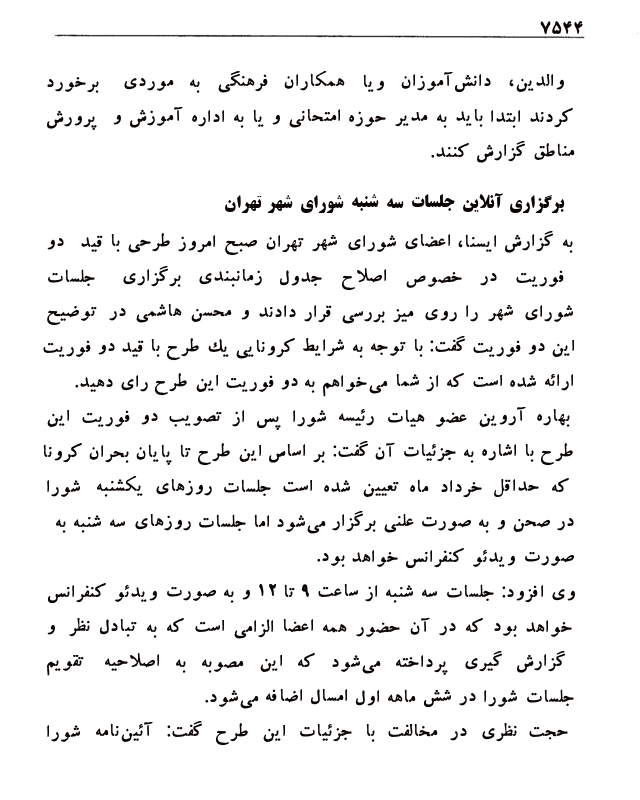 ۷۵۴۴
والدین، دانش‌آموزان ویا همکاران فرهنگی به موردی برخورد
کردند ابتدا باید به مدیر حوزه امتحانی و یا به اداره آموزش و پرورش
مناطق گزارش کنند.
برگزاری آنلاین جلسات سه شنبه شورای شهر تهران
به گزارش ایسنا، اعضای شورای شهر تهران صبح امروز طرحی با قید دو
فوریت در خصوص اصلاح جدول زمانبندی برگزاری جلسات
شورای شهر را روی میز بررسی قرار دادند و محسن هاشمی در توضیح
این دو فوریت گفت: با توجه به شرایط کرونایی یك طرح با قید دو فوریت
ارائه شده است که از شما می‌خواهم به دو فوریت این طرح رای دهید.
بهاره آروین عضو هیات رئیسه شورا پس از تصویب دو فوریت این
طرح با اشاره به جزئیات آن گفت: بر اساس این طرح تا پایان بحران کرونا
که حداقل خرداد ماه تعیین شده است جلسات روزهای یکشنبه شورا
در صحن و به صورت علنی برگزار می‌شود اما جلسات روزهای سه شنبه به
صورت ویدئو کنفرانس خواهد بود.
وی افزود: جلسات سه شنبه از ساعت ۹ تا ۱۲ و به صورت ویدئو کنفرانس
خواهد بود که در آن حضور همه اعضا الزامی است که به تبادل نظر و
گزارش گیری پرداخته می‌شود که این مصوبه به اصلاحیه تقویم
جلسات شورا در شش ماهه اول امسال اضافه می‌شود.
حجت نظری در مخالفت با جزئیات این طرح گفت: آئین‌نامه شورا